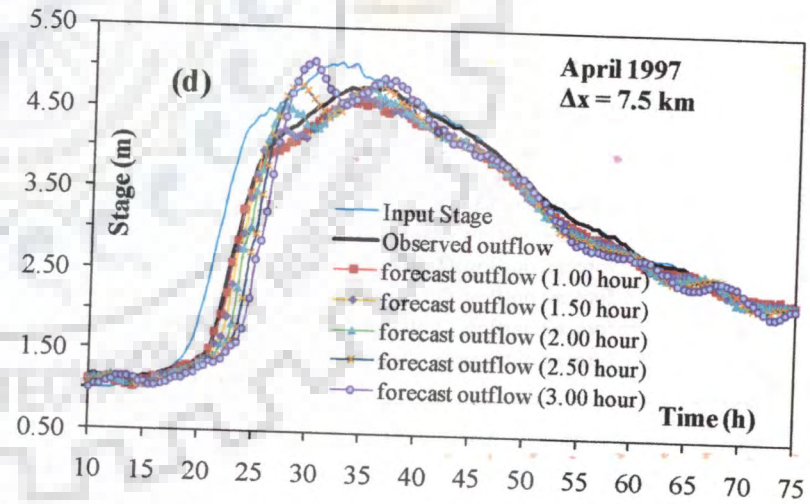 5.50
4.50
3.50
2.50
1.50
0.50
Stage (m)
(d)
April 1997
Δx = 7.5 km
Input Stage
Observed outflow
forecast outflow (1.00 hour)
forecast outflow (1.50 hour)
forecast outflow (2.00 hour)
forecast outflow (2.50 hour)
forecast outflow (3.00 hour)
Time (h)
10 15 20 25 30 35 40 45 50 55 60 65 70 75